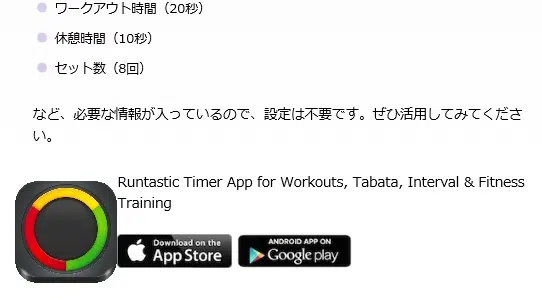 ワークアウト時間（20秒）
休憩時間（10秒）
セット数（8回）
など、必要な情報が入っているので、設定は不要です。ぜひ活用してみてくださ
い。
Runtastic Timer App for Workouts, Tabata, Interval & Fitness
Training
Download on the
App Store
ANDROID APP ON
Google play